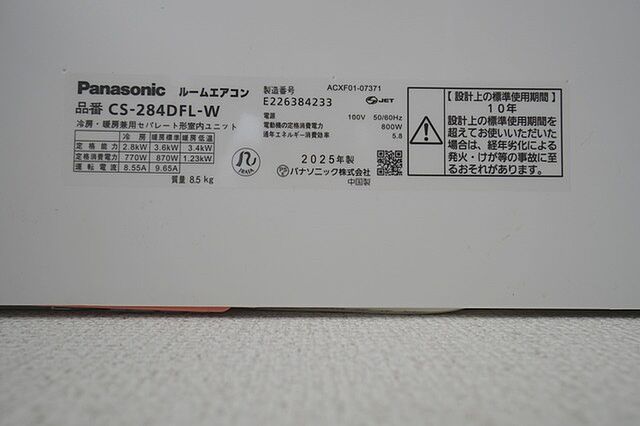 Panasonic ルームエアコン
品番 CS-284DFL-W
冷房・暖房兼用セパレート形室内ユニット
冷房 暖房標準 暖房低温
定格能力 2.8kW 3.6kW 3.4kW
定格消費電力 770W 870W 1.23kW
運転電流 8.55A 9.65A
質量 8.5kg
製造番号 ACXF01-07371
E226384233 JET
電源 100V 50/60Hz
電動機の定格消費電力 800W
通年エネルギー消費効率 5.8
JRAIA
2025年製
パナソニック株式会社
中国製
【設計上の標準使用期間】
10年
設計上の標準使用期間を
超えてお使いいただいた
場合は、経年劣化による
発火・けが等の事故に至
るおそれがあります。